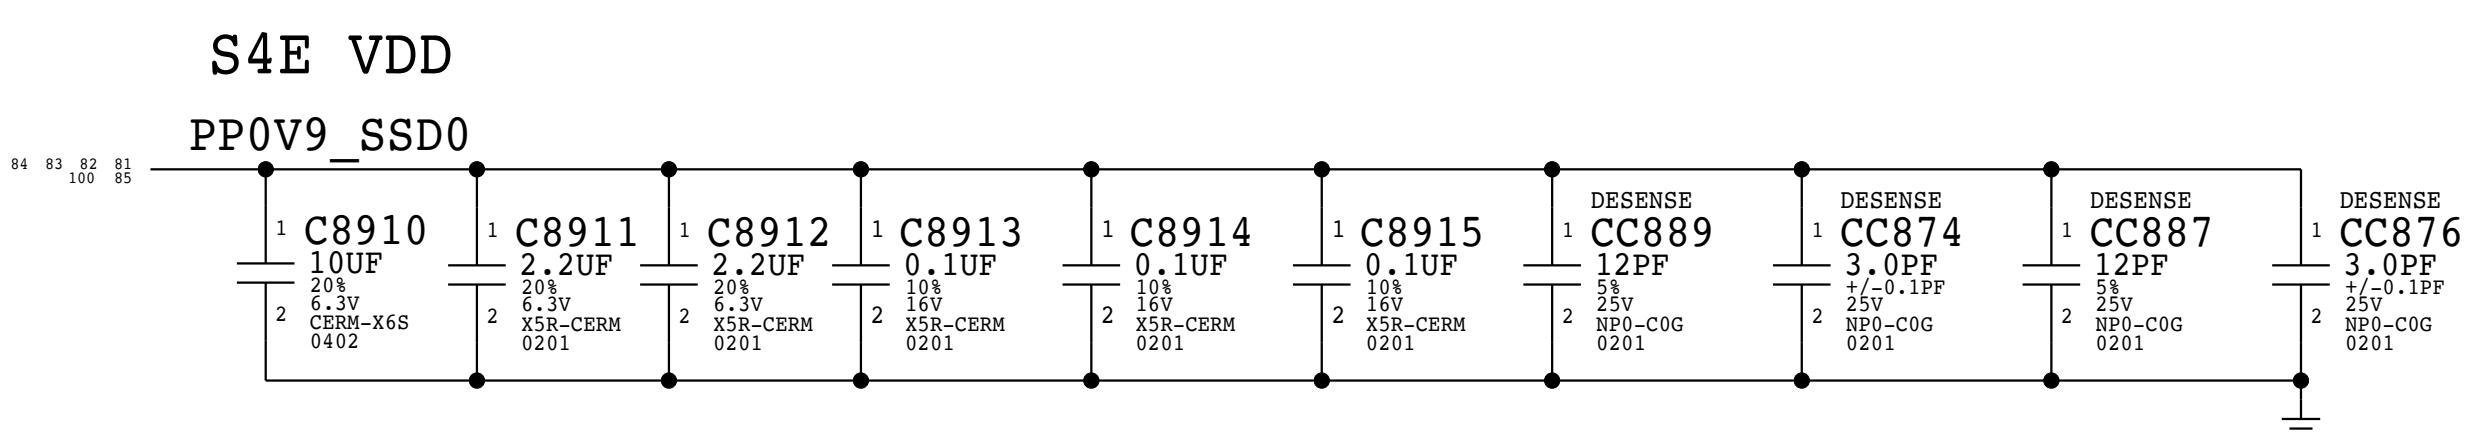 S4E VDD
PP0V9_SSD0
84 83 82 81
100 85
1 C8910
10UF
20%
6.3V
2 CERM-X6S
0402
1 C8911
2.2UF
20%
6.3V
2 X5R-CERM
0201
1 C8912
2.2UF
20%
6.3V
2 X5R-CERM
0201
1 C8913
0.1UF
10%
16V
2 X5R-CERM
0201
1 C8914
0.1UF
10%
16V
2 X5R-CERM
0201
1 C8915
0.1UF
10%
16V
2 X5R-CERM
0201
DESENSE
1 CC889
12PF
5%
25V
2 NP0-C0G
0201
DESENSE
1 CC874
3.0PF
+/-0.1PF
25V
2 NP0-C0G
0201
DESENSE
1 CC887
12PF
5%
25V
2 NP0-C0G
0201
DESENSE
1 CC876
3.0PF
+/-0.1PF
25V
2 NP0-C0G
0201